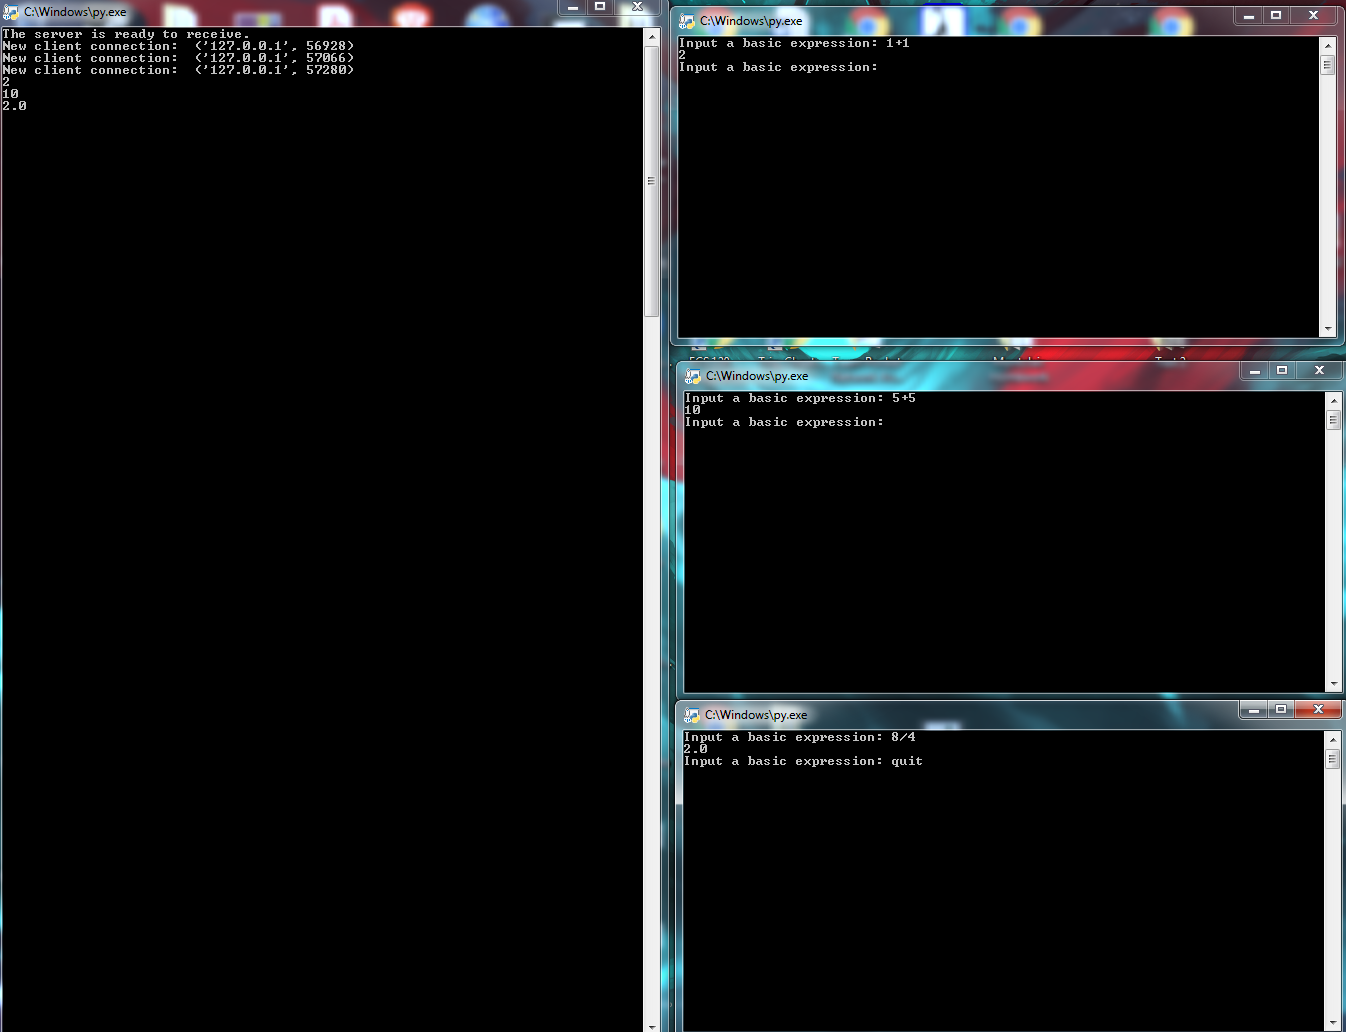 C:\Windows\py.exe
The server is ready to receive.
New client connection:  ('127.0.0.1', 56928)
New client connection:  ('127.0.0.1', 57066)
New client connection:  ('127.0.0.1', 57280)
2
10
2.0
C:\Windows\py.exe
Input a basic expression: 1+1
2
Input a basic expression:
C:\Windows\py.exe
Input a basic expression: 5+5
10
Input a basic expression:
C:\Windows\py.exe
Input a basic expression: 8/4
2.0
Input a basic expression: quit